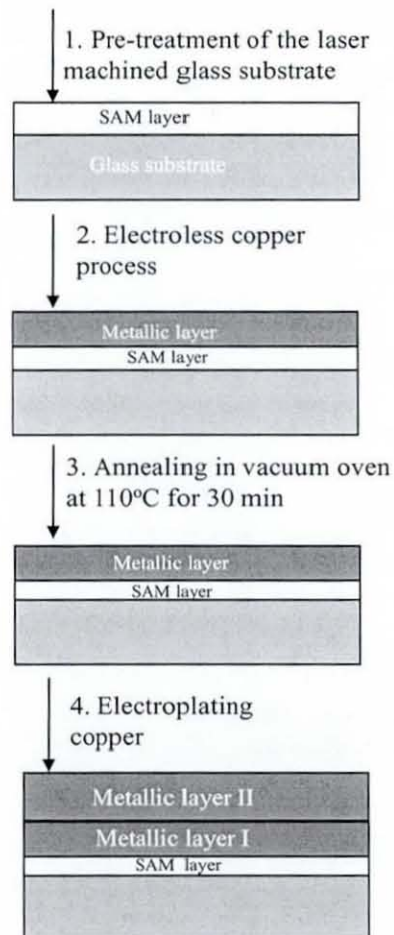 1. Pre-treatment of the laser
machined glass substrate
SAM layer
Glass substrate
2. Electroless copper
process
Metallic layer
SAM layer
3. Annealing in vacuum oven
at 110ºC for 30 min
Metallic layer
SAM layer
4. Electroplating
copper
Metallic layer II
Metallic layer I
SAM layer